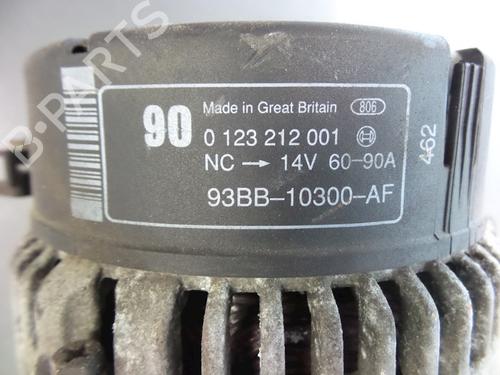 Made in Great Britain 806
90 0 123 212 001
NC → 14V 60-90A
93BB-10300-AF
462
B-PARTS